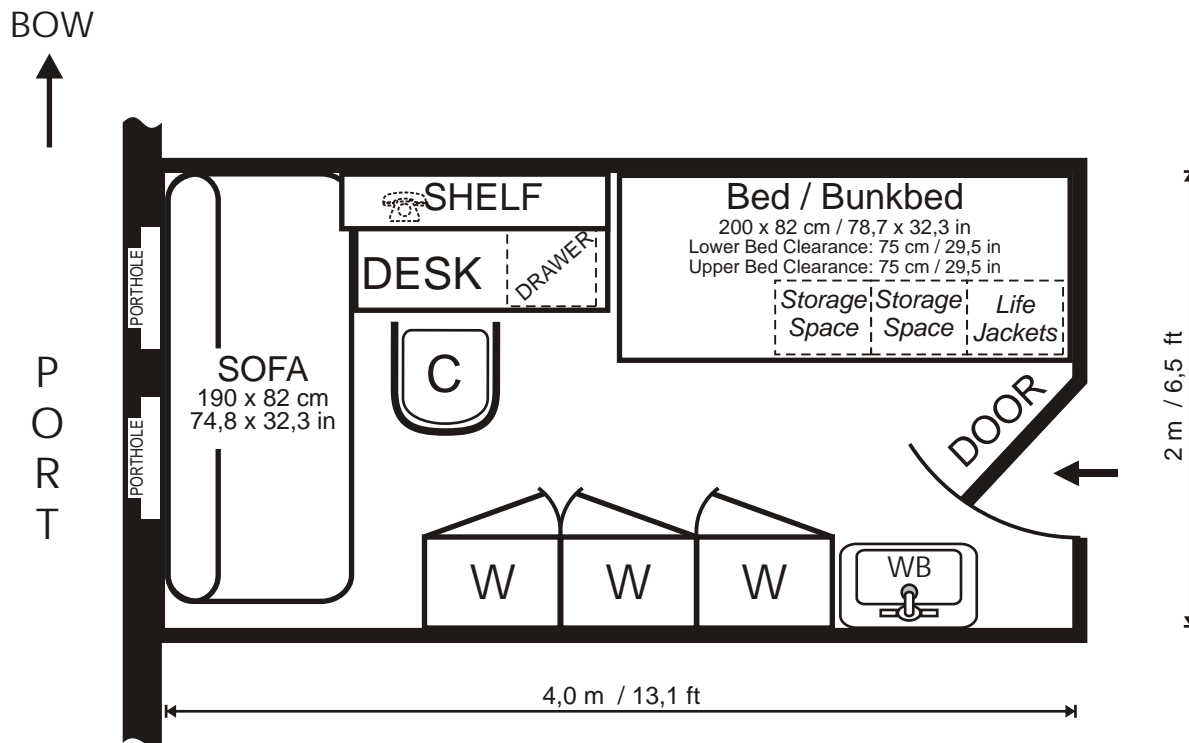 BOW
SHELF
Bed / Bunkbed
200 x 82 cm / 78,7 x 32,3 in
Lower Bed Clearance: 75 cm / 29,5 in
Upper Bed Clearance: 75 cm / 29,5 in
DESK
DRAWER
Storage
Space
Storage
Space
Life
Jackets
PORTHOLE
PORT
SOFA
190 x 82 cm
74,8 x 32,3 in
C
DOOR
2 m / 6,5 ft
PORTHOLE
W
W
W
WB
4,0 m / 13,1 ft